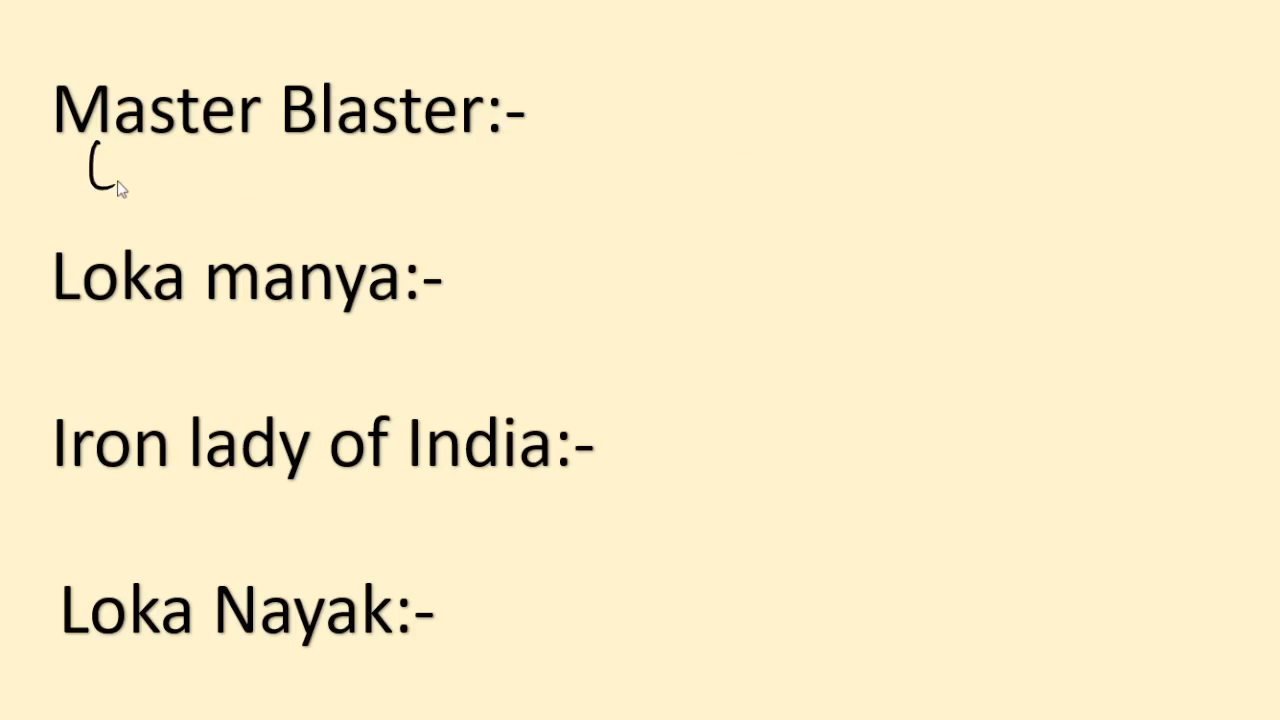 Master Blaster:-
Loka manya:-
Iron lady of India:-
Loka Nayak:-